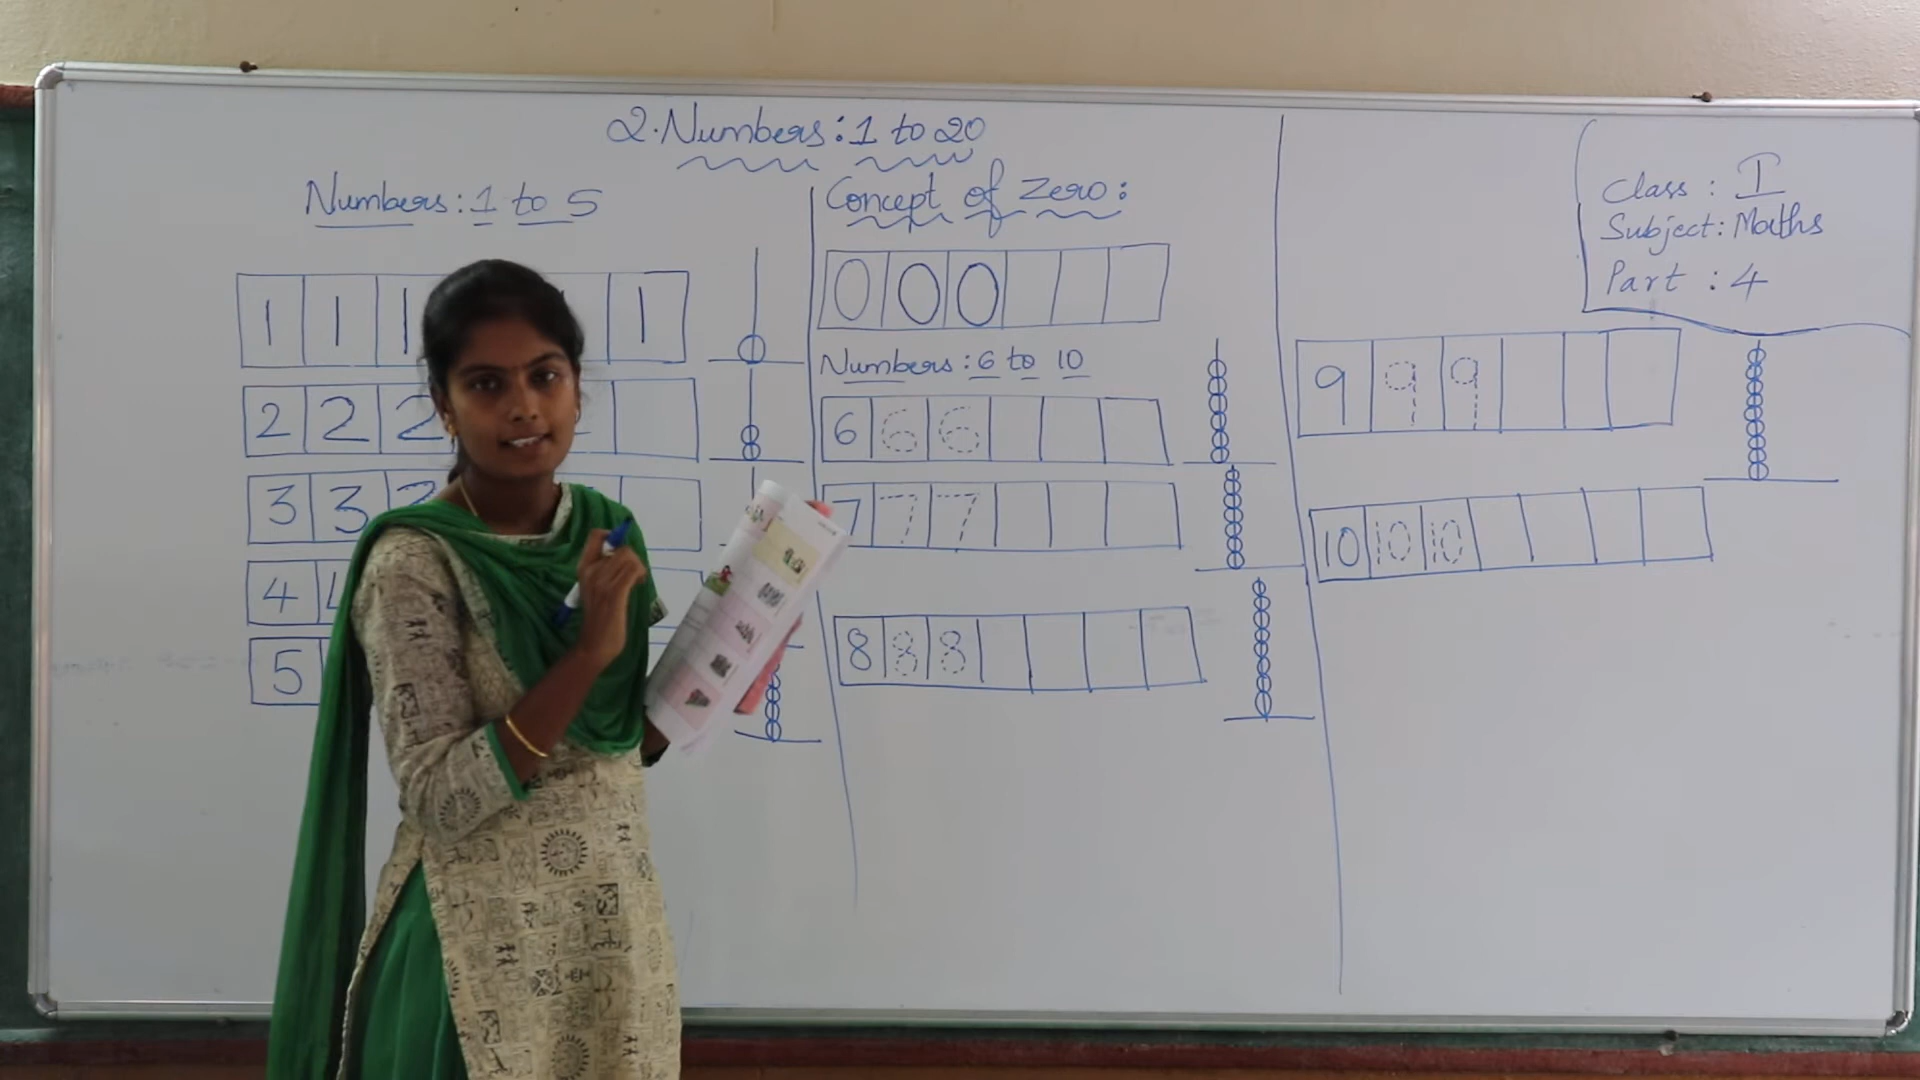 2. Numbers: 1 to 20
Numbers: 1 to 5
1 1 1 1
2 2 2
3 3
4
5
Concept of Zero:
0 0 0
Numbers: 6 to 10
6 6 6
7 7 7
8 8 8
Class: I
Subject: Maths
Part : 4
9 9 9
10 10 10